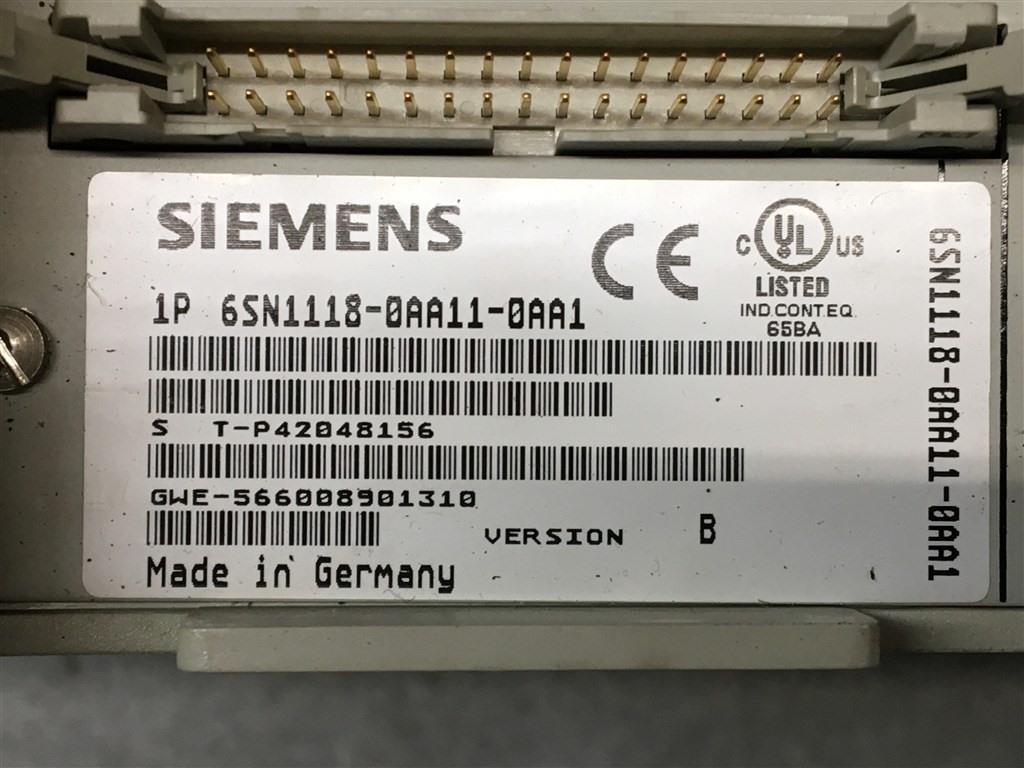 SIEMENS
CE
C UL US
LISTED
IND.CONT.EQ.
65BA
1P 6SN1118-0AA11-0AA1
S T-P42048156
GWE-566008901310
VERSION B
Made in Germany
6SN1118-0AA11-0AA1